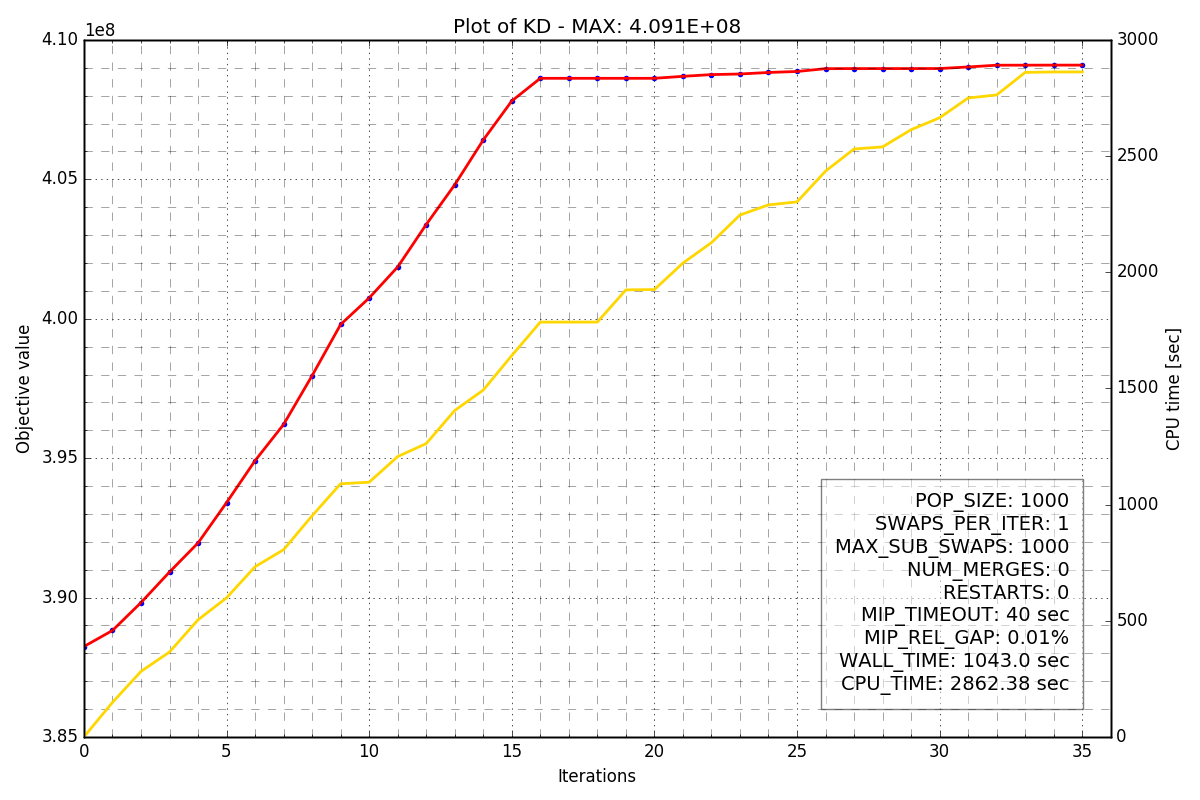 Plot of KD - MAX: 4.091E+08
1e8
4.10
4.05
4.00
3.95
3.90
3.85
Objective value
3000
2500
2000
1500
1000
500
0
CPU time [sec]
POP_SIZE: 1000
SWAPS_PER_ITER: 1
MAX_SUB_SWAPS: 1000
NUM_MERGES: 0
RESTARTS: 0
MIP_TIMEOUT: 40 sec
MIP_REL_GAP: 0.01%
WALL_TIME: 1043.0 sec
CPU_TIME: 2862.38 sec
0 5 10 15 20 25 30 35
Iterations